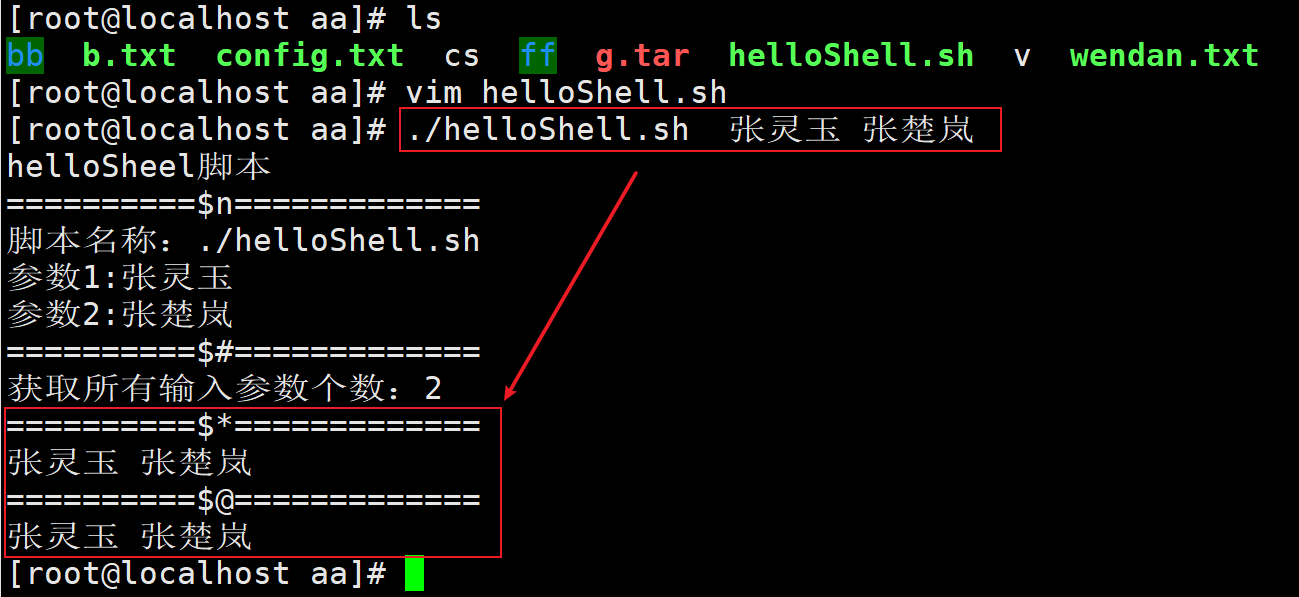 [root@localhost aa]# ls
bb  b.txt  config.txt  cs  ff  g.tar  helloShell.sh  v  wendan.txt
[root@localhost aa]# vim helloShell.sh
[root@localhost aa]# ./helloShell.sh  张灵玉 张楚岚
helloSheel脚本
==========$n=============
脚本名称：./helloShell.sh
参数1:张灵玉
参数2:张楚岚
==========$#=============
获取所有输入参数个数：2
==========$*=============
张灵玉 张楚岚
==========$@=============
张灵玉 张楚岚
[root@localhost aa]#